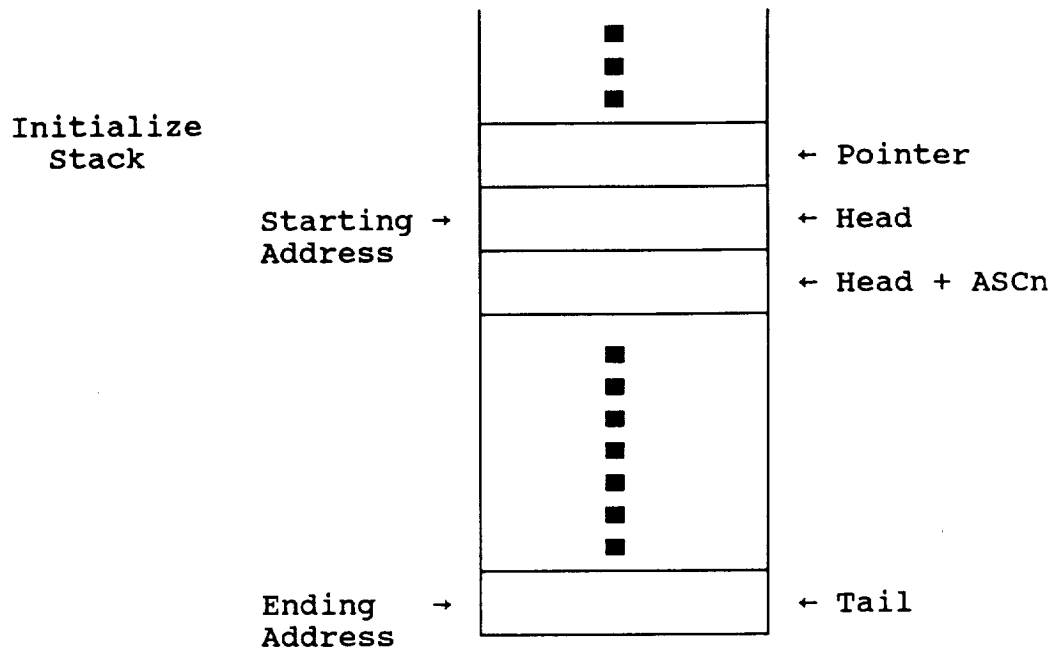 Initialize
Stack
← Pointer
Starting →
Address
← Head
← Head + ASCn
Ending →
Address
← Tail